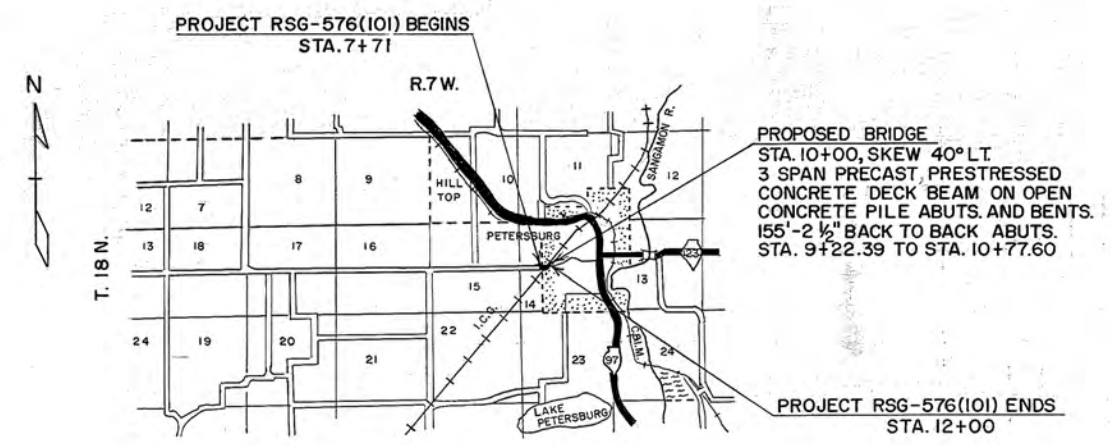 PROJECT RSG-576(101) BEGINS
STA. 7+71
N
R. 7 W.
PROPOSED BRIDGE
STA. 10+00, SKEW 40° LT.
3 SPAN PRECAST, PRESTRESSED
CONCRETE DECK BEAM ON OPEN
CONCRETE PILE ABUTS. AND BENTS.
155'-2 1/2" BACK TO BACK ABUTS.
STA. 9+22.39 TO STA. 10+77.60
SANGAMON R.
8
9
10
11
12
HILL
TOP
12
7
PETERSBURG
13
18
17
16
123
13
T. 18 N.
15
14
I.C.G.
24
19
20
21
22
23
97
C.&I.M.
24
LAKE
PETERSBURG
PROJECT RSG-576(101) ENDS
STA. 12+00